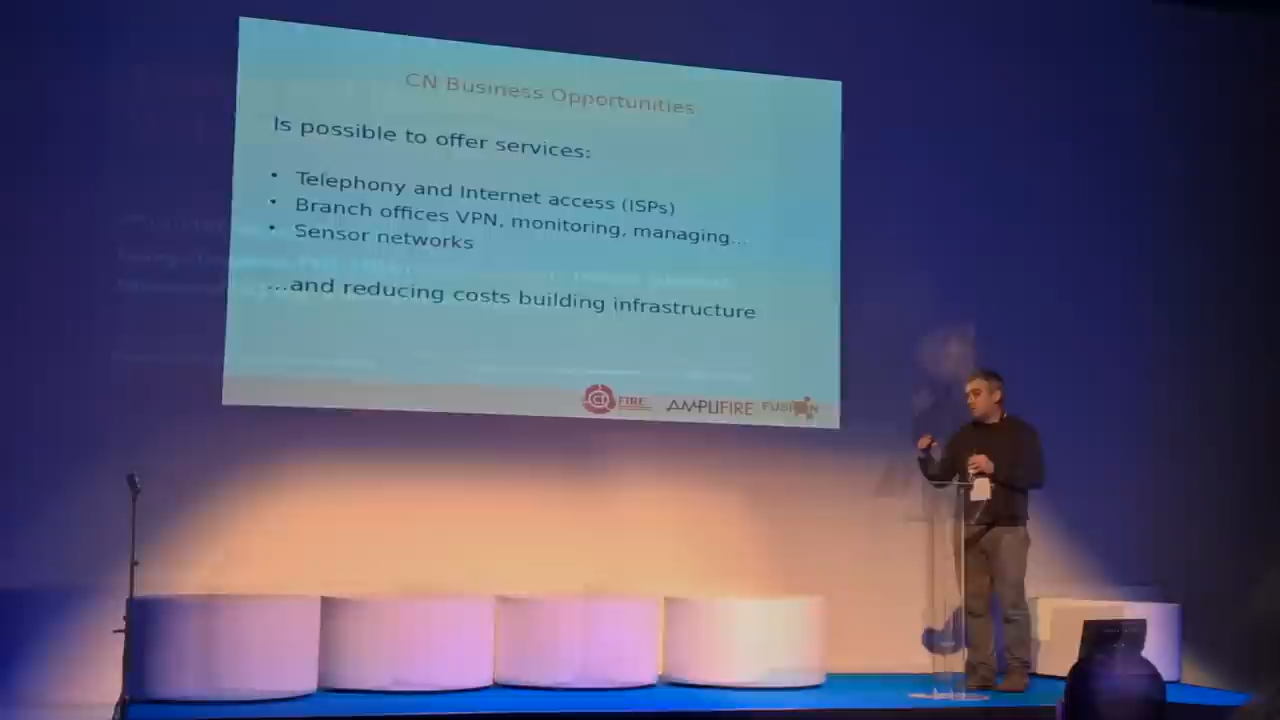 CN Business Opportunities
Is possible to offer services:
• Telephony and Internet access (ISPs)
• Branch offices VPN, monitoring, managing...
• Sensor networks
...and reducing costs building infrastructure
FIRE AMPLIFIRE FUSION